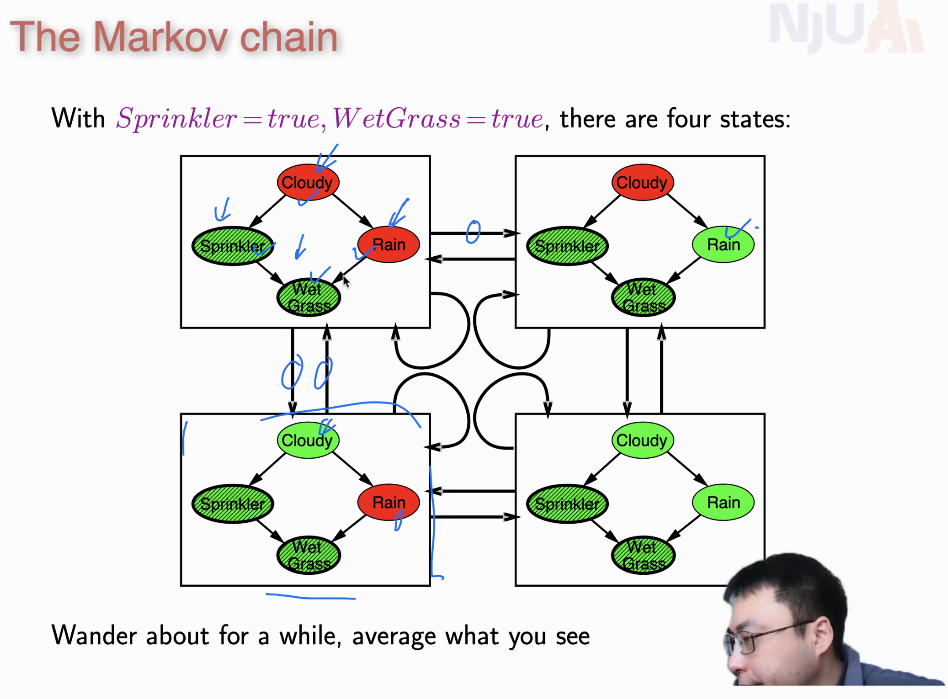 The Markov chain
NJUAI
With Sprinkler = true, WetGrass = true, there are four states:
Cloudy
Sprinkler
Rain
Wet
Grass
Cloudy
Sprinkler
Rain
Wet
Grass
0
0
0
Cloudy
Sprinkler
Rain
Wet
Grass
Cloudy
Sprinkler
Rain
Wet
Grass
Wander about for a while, average what you see